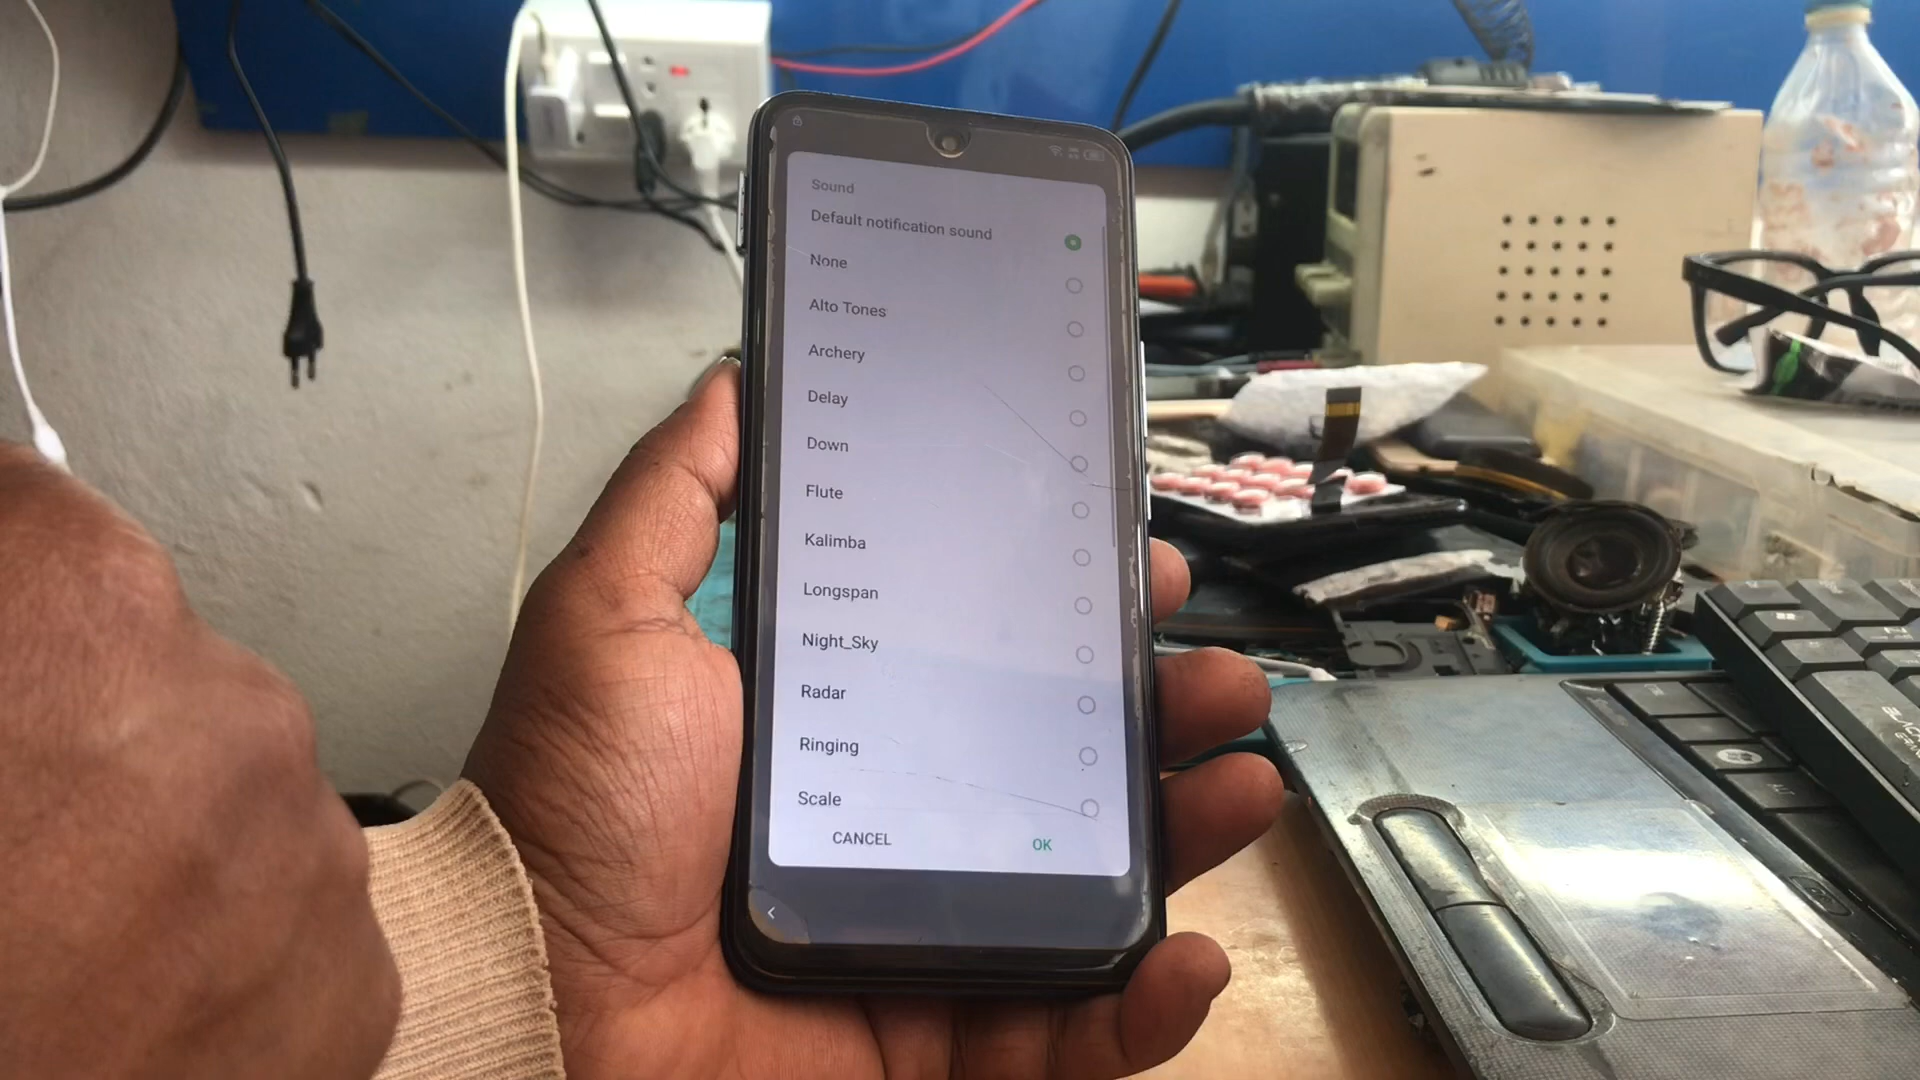 Sound
Default notification sound
None
Alto Tones
Archery
Delay
Down
Flute
Kalimba
Longspan
Night_Sky
Radar
Ringing
Scale
CANCEL
OK
ALT